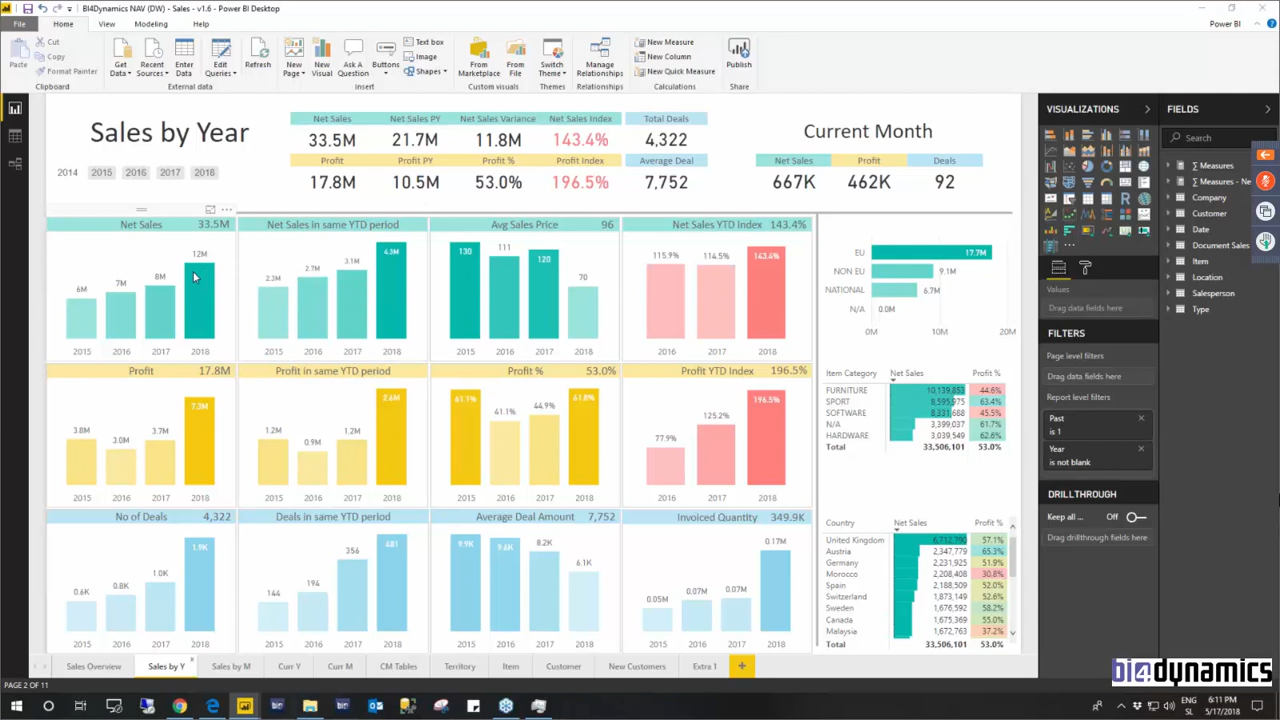 BI4Dynamics NAV (DW) - Sales - v1.6 - Power BI Desktop
File Home View Modeling Help
Power BI
Paste
Cut
Copy
Format Painter
Clipboard
Get Data
Recent Sources
Enter Data
Edit Queries
Refresh
External data
New Page
New Visual
Ask A Question
Buttons
Text box
Image
Shapes
Insert
From Marketplace
From File
Custom visuals
Switch Theme
Themes
Manage Relationships
Relationships
New Measure
New Column
New Quick Measure
Calculations
Publish
Share
Sales by Year
2014 2015 2016 2017 2018
Net Sales Net Sales PY Net Sales Variance Net Sales Index Total Deals
33.5M 21.7M 11.8M 143.4% 4,322
Profit Profit PY Profit % Profit Index Average Deal
17.8M 10.5M 53.0% 196.5% 7,752
Current Month
Net Sales Profit Deals
667K 462K 92
Net Sales 33.5M
6M 7M 8M 12M
2015 2016 2017 2018
Net Sales in same YTD period
2.3M 2.7M 3.1M 4.5M
2015 2016 2017 2018
Avg Sales Price 96
130 111 120 70
2015 2016 2017 2018
Net Sales YTD Index 143.4%
115.9% 114.5% 143.4%
2016 2017 2018
EU 17.7M
NON EU 9.1M
NATIONAL 6.7M
N/A 0.0M
0M 10M 20M
Profit 17.8M
3.8M 3.0M 3.7M 7.3M
2015 2016 2017 2018
Profit in same YTD period
1.2M 0.9M 1.2M 2.6M
2015 2016 2017 2018
Profit % 53.0%
61.1% 41.1% 44.9% 61.8%
2015 2016 2017 2018
Profit YTD Index 196.5%
77.9% 125.2% 196.5%
2016 2017 2018
Item Category Net Sales Profit %
FURNITURE 10,139,853 44.6%
SPORT 8,595,975 63.4%
SOFTWARE 8,331,688 45.5%
N/A 3,399,037 61.7%
HARDWARE 3,039,549 62.6%
Total 33,506,101 53.0%
No of Deals 4,322
0.6K 0.8K 1.0K 1.9K
2015 2016 2017 2018
Deals in same YTD period
144 194 356 481
2015 2016 2017 2018
Average Deal Amount 7,752
9.9K 9.6K 8.2K 6.1K
2015 2016 2017 2018
Invoiced Quantity 349.9K
0.05M 0.07M 0.07M 0.17M
2015 2016 2017 2018
Country Net Sales Profit %
United Kingdom 6,712,790 57.1%
Austria 2,347,779 65.3%
Germany 2,231,925 51.9%
Morocco 2,208,408 30.8%
Spain 2,188,509 52.0%
Switzerland 1,873,149 52.6%
Sweden 1,676,592 58.2%
Canada 1,675,369 55.0%
Malaysia 1,672,763 37.2%
Total 33,506,101 53.0%
VISUALIZATIONS
Values
Drag data fields here
FILTERS
Page level filters
Drag data fields here
Report level filters
Past
is 1
Year
is not blank
DRILLTHROUGH
Keep all ... Off
Drag drillthrough fields here
FIELDS
Search
∑ Measures
∑ Measures - Ne
Company
Customer
Date
Document Sales
Item
Location
Salesperson
Type
Sales Overview Sales by Y Sales by M Curr Y Curr M CM Tables Territory Item Customer New Customers Extra 1
PAGE 2 OF 11
bi4dynamics
ENG
SL
6:11 PM
5/17/2018